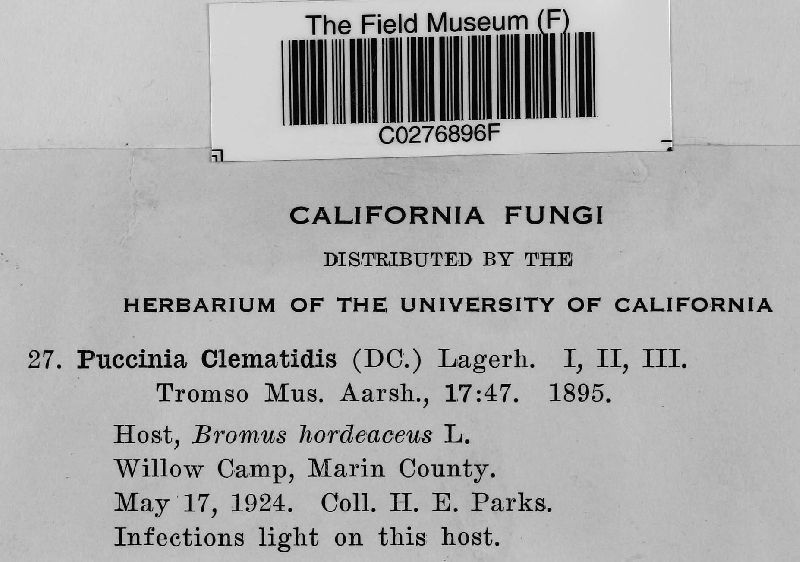 The Field Museum (F)
C0276896F
CALIFORNIA FUNGI
DISTRIBUTED BY THE
HERBARIUM OF THE UNIVERSITY OF CALIFORNIA
27. Puccinia Clematidis (DC.) Lagerh. I, II, III.
Tromso Mus. Aarsh., 17:47. 1895.
Host, Bromus hordeaceus L.
Willow Camp, Marin County.
May 17, 1924. Coll. H. E. Parks.
Infections light on this host.